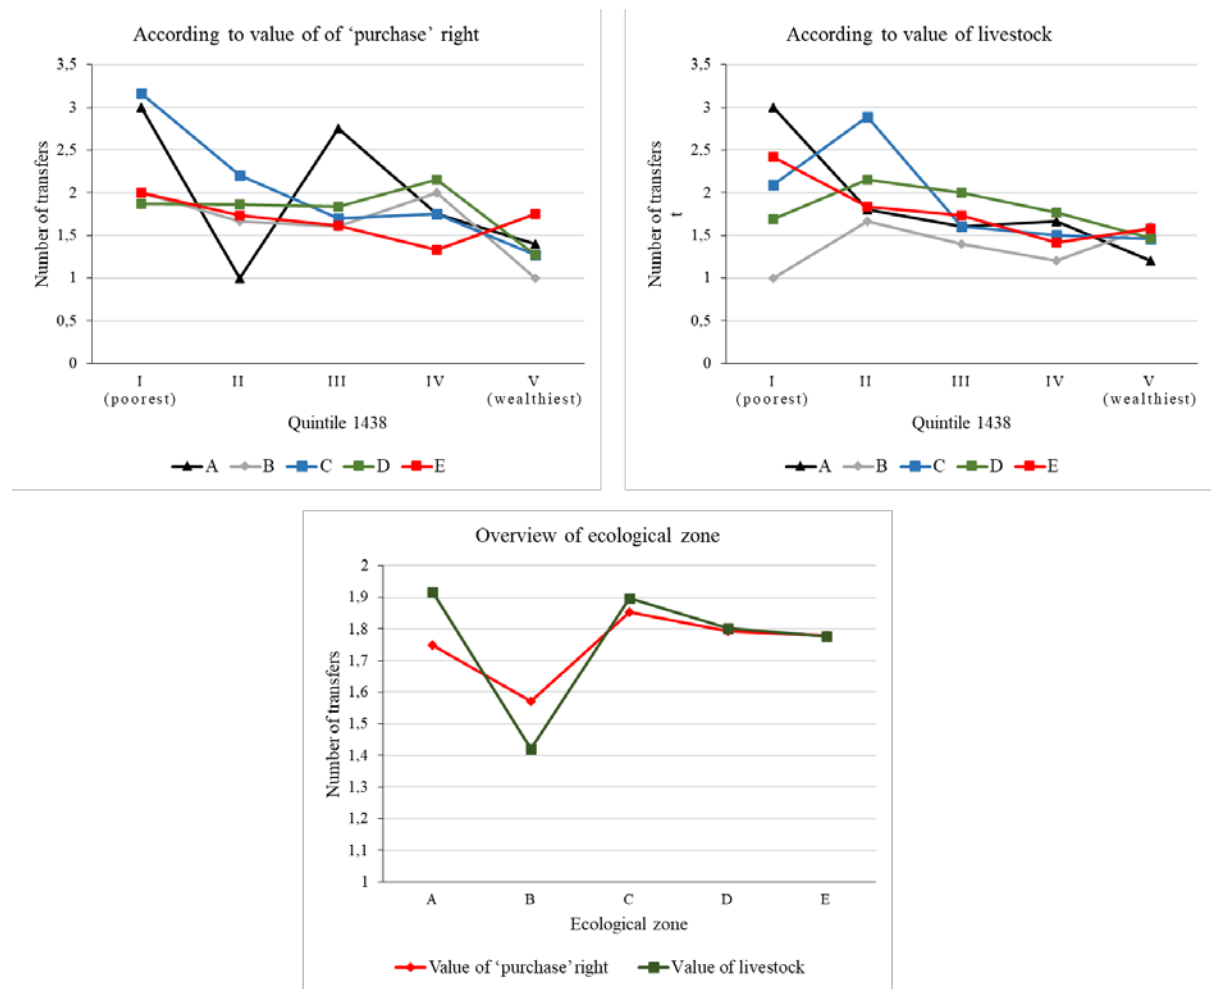 According to value of of ‘purchase’ right
Number of transfers
3,5
3
2,5
2
1,5
1
0,5
0
I II III IV V
(poorest) (wealthiest)
Quintile 1438
A B C D E
According to value of livestock
Number of transfers
t
3,5
3
2,5
2
1,5
1
0,5
0
I II III IV V
(poorest) (wealthiest)
Quintile 1438
A B C D E
Overview of ecological zone
Number of transfers
2
1,9
1,8
1,7
1,6
1,5
1,4
1,3
1,2
1,1
1
A B C D E
Ecological zone
Value of ‘purchase’ right Value of livestock